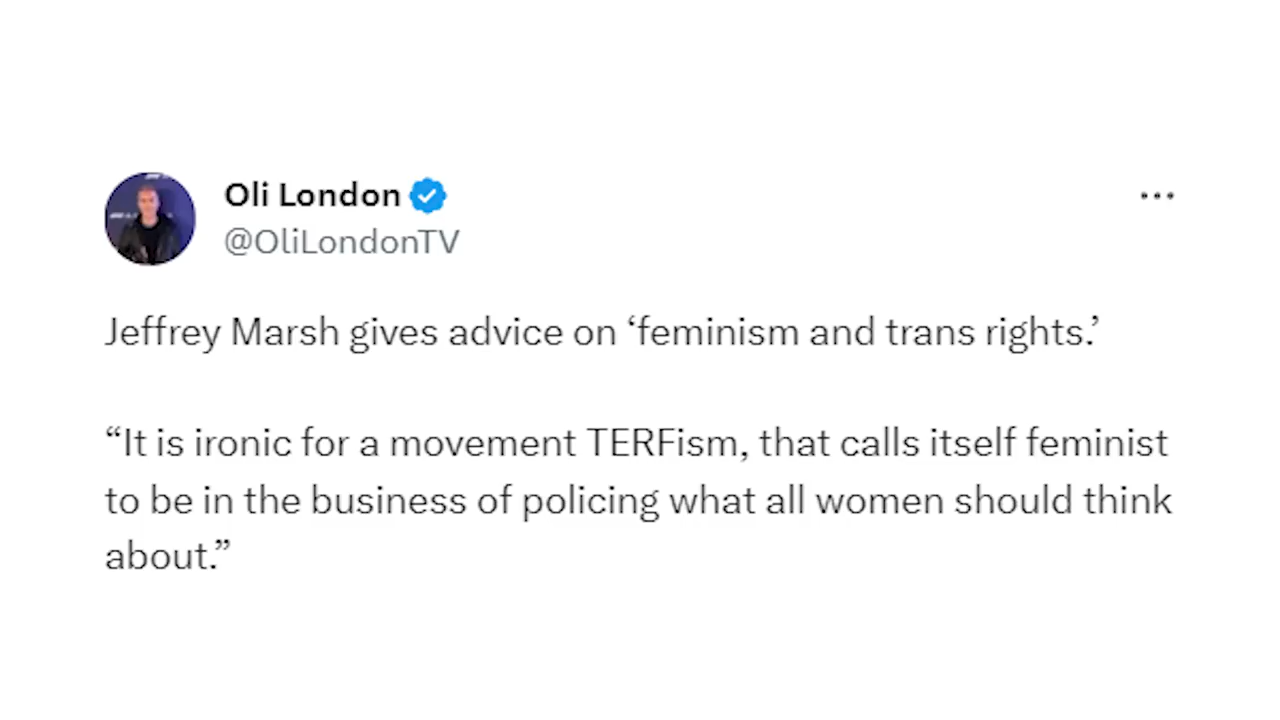 Oli London
@OliLondonTV
Jeffrey Marsh gives advice on ‘feminism and trans rights.’
“It is ironic for a movement TERFism, that calls itself feminist
to be in the business of policing what all women should think
about.”